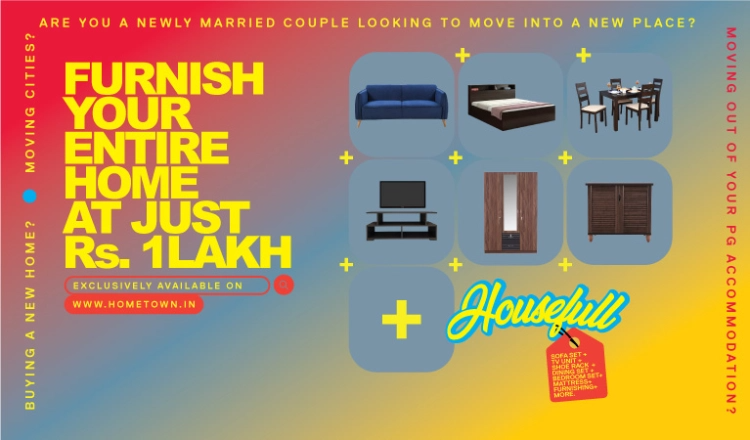 ARE YOU A NEWLY MARRIED COUPLE LOOKING TO MOVE INTO A NEW PLACE?
BUYING A NEW HOME? MOVING CITIES?
FURNISH
YOUR
ENTIRE
HOME
AT JUST
Rs. 1LAKH
EXCLUSIVELY AVAILABLE ON
WWW.HOMETOWN.IN
Housefull
SOFA SET +
TV UNIT +
SHOE RACK +
DINING SET +
BEDROOM SET+
MATTRESS+
FURNISHING+
MORE.
MOVING OUT OF YOUR PG ACCOMMODATION?